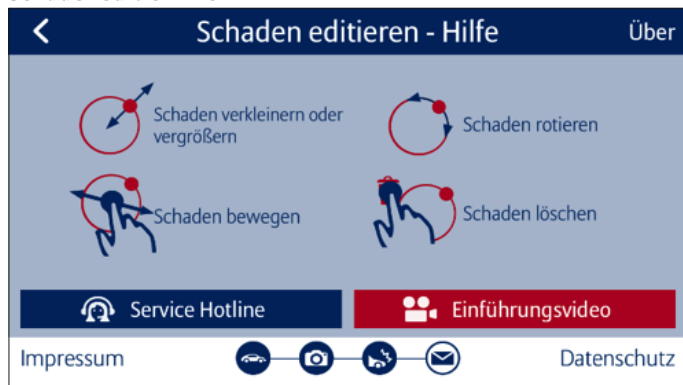 Schaden editieren - Hilfe
Über
Schaden verkleinern oder
vergrößern
Schaden rotieren
Schaden bewegen
Schaden löschen
Service Hotline
Einführungsvideo
Impressum
Datenschutz